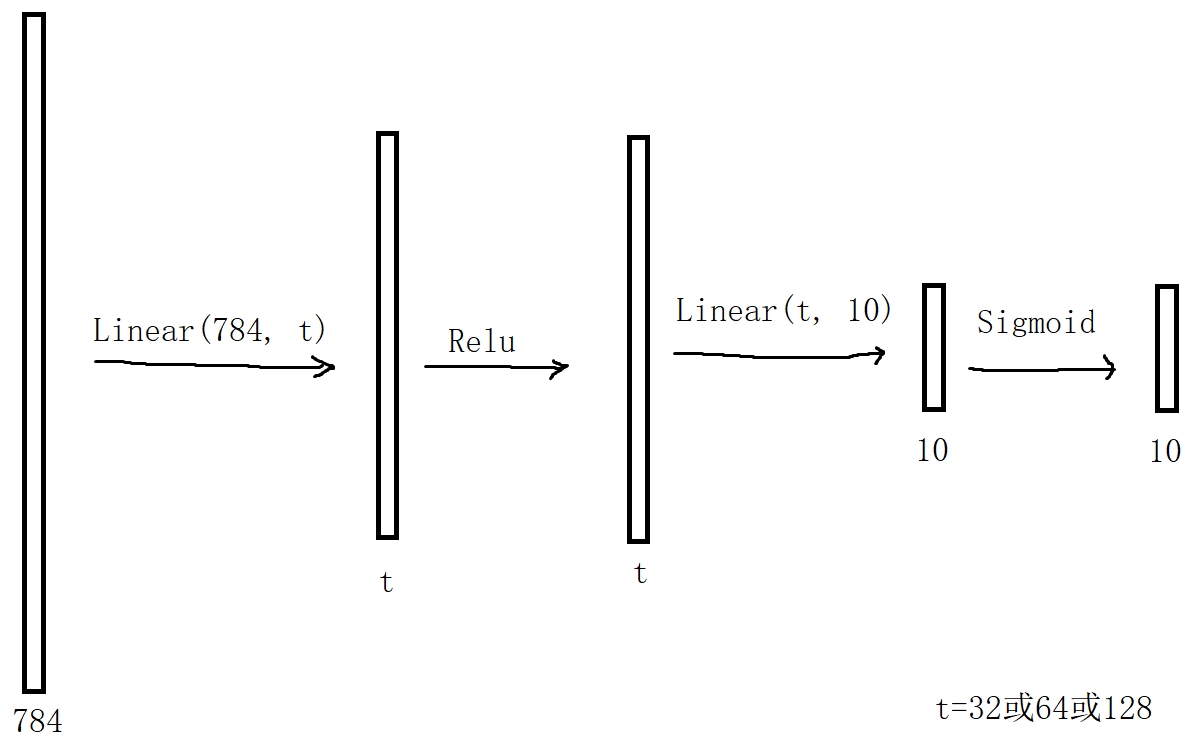 Linear(784, t)
Relu
Linear(t, 10)
Sigmoid
784
t
t
10
10
t=32或64或128